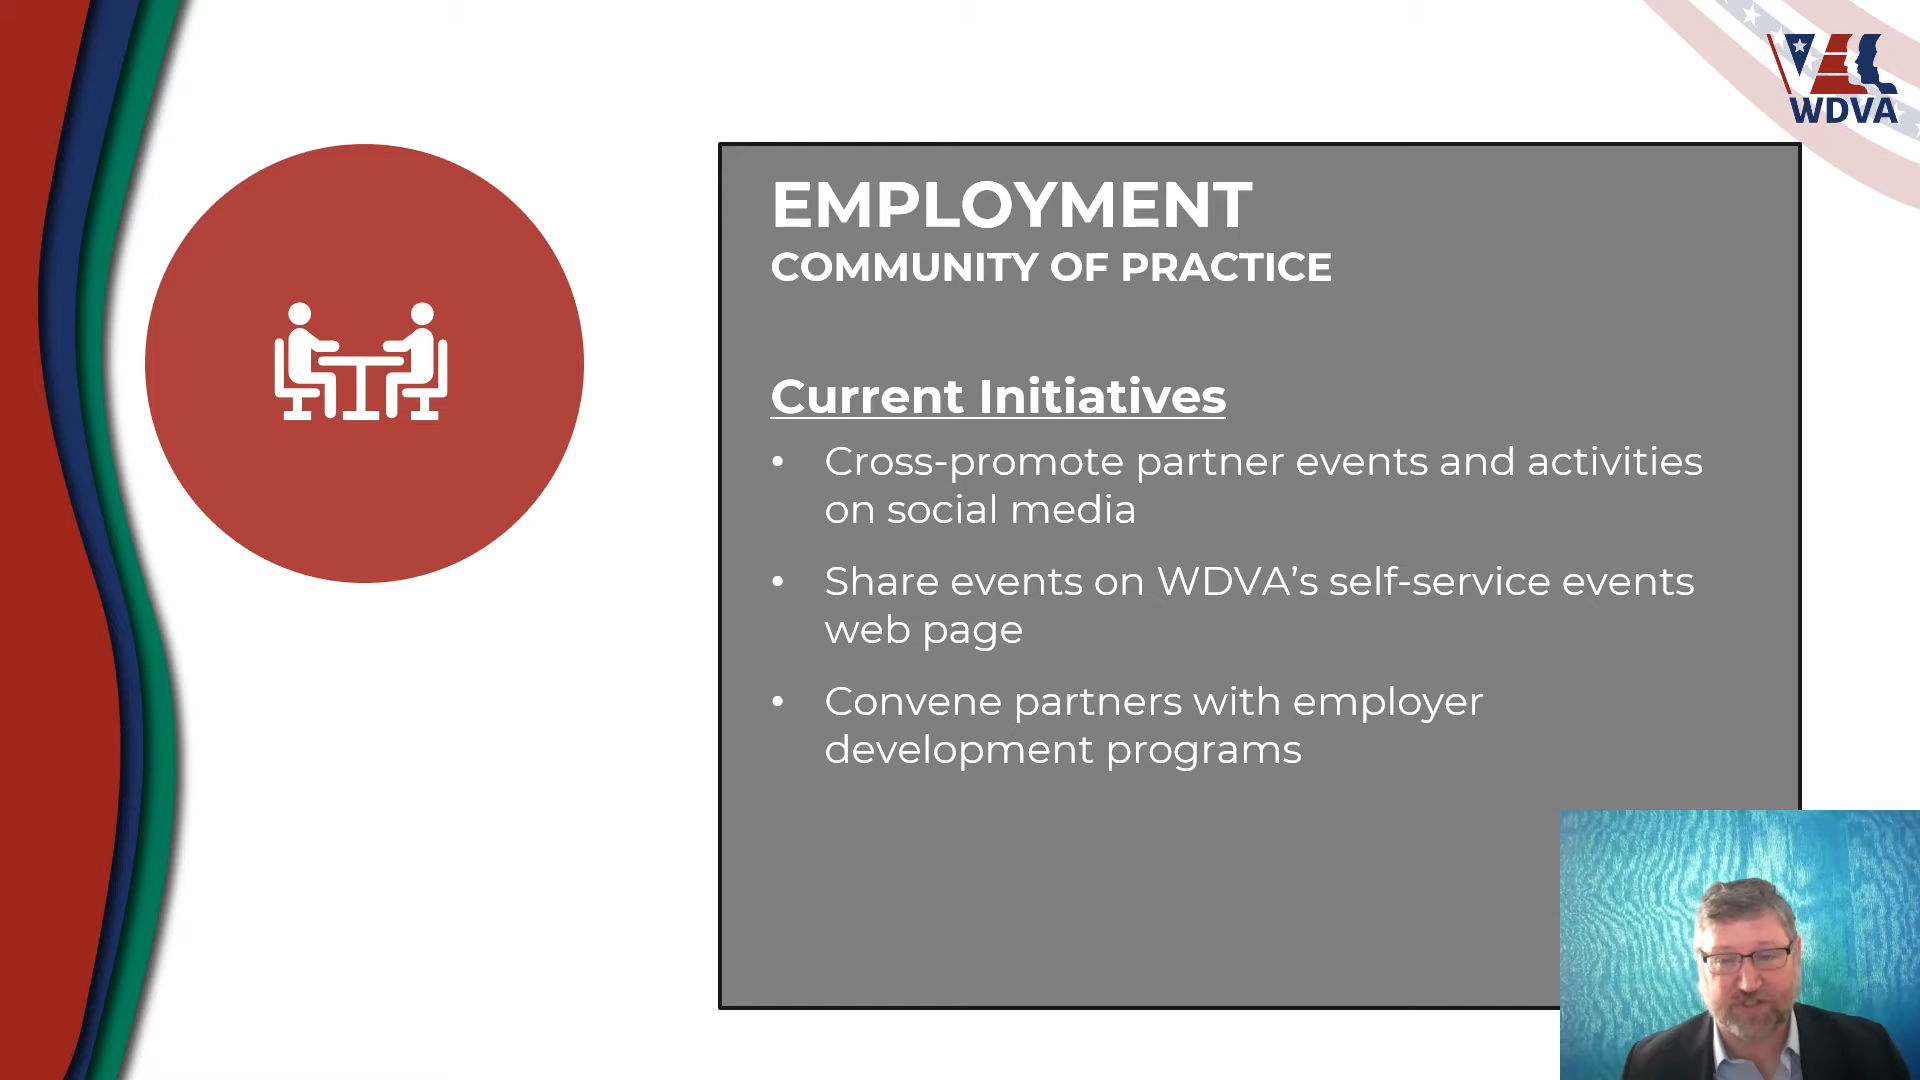 WDVA
EMPLOYMENT
COMMUNITY OF PRACTICE
Current Initiatives
• Cross-promote partner events and activities
on social media
• Share events on WDVA’s self-service events
web page
• Convene partners with employer
development programs